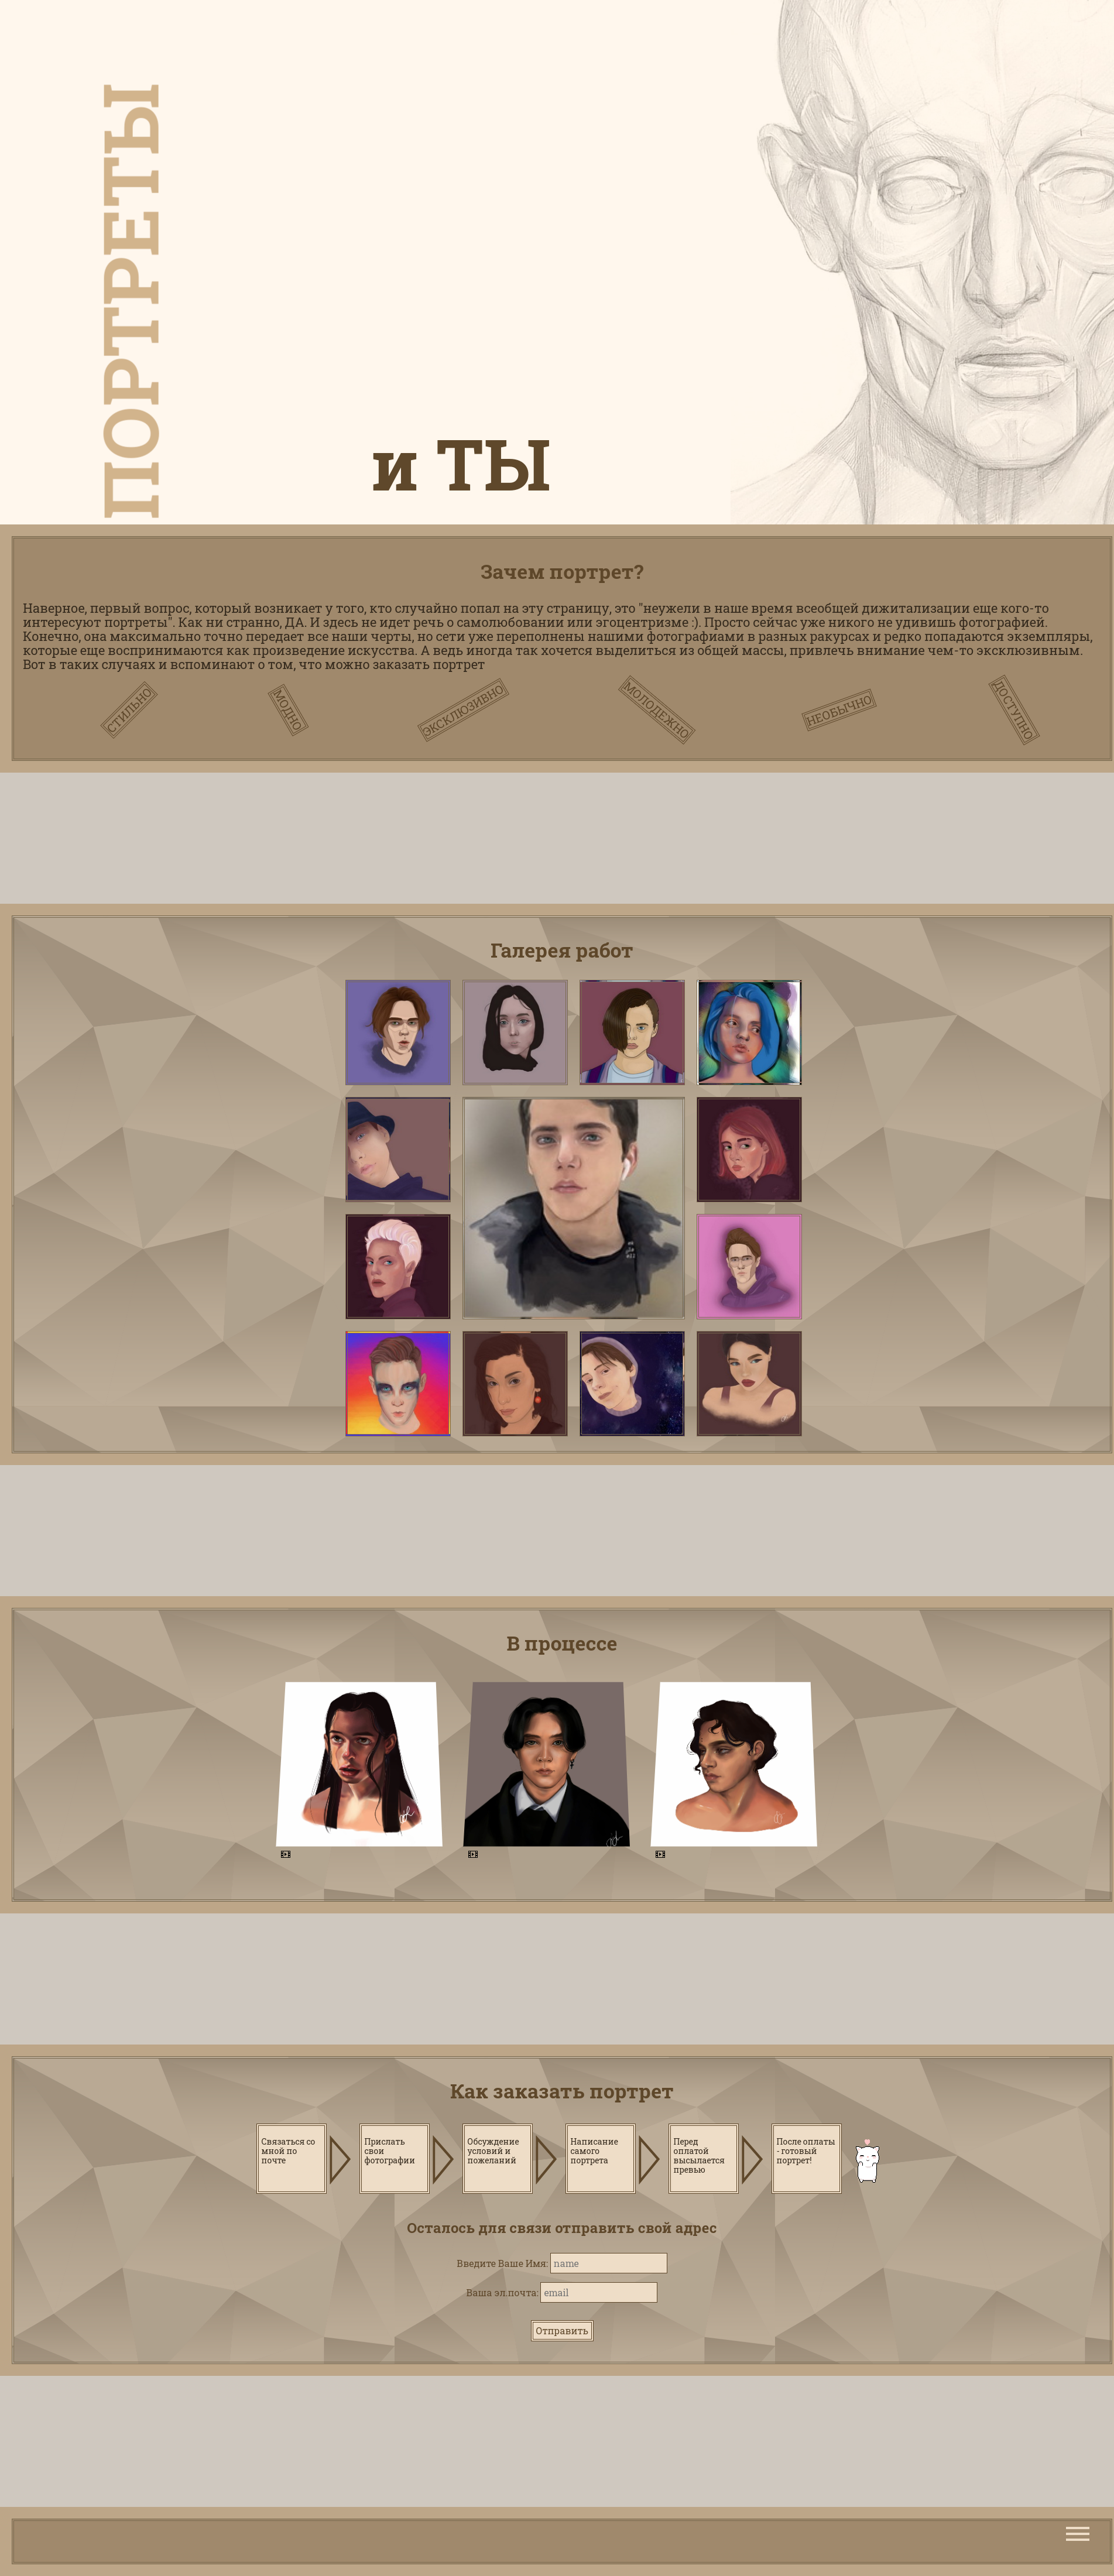 ПОРТРЕТЫ
и ТЫ
Зачем портрет?
Наверное, первый вопрос, который возникает у того, кто случайно попал на эту страницу, это "неужели в наше время всеобщей дижитализации еще кого-то
интересуют портреты". Как ни странно, ДА. И здесь не идет речь о самолюбовании или эгоцентризме :). Просто сейчас уже никого не удивишь фотографией.
Конечно, она максимально точно передает все наши черты, но сети уже переполнены нашими фотографиами в разных ракурсах и редко попадаются экземпляры,
которые еще воспринимаются как произведение искусства. А ведь иногда так хочется выделиться из общей массы, привлечь внимание чем-то эксклюзивным.
Вот в таких случаях и вспоминают о том, что можно заказать портрет
СТИЛЬНО
МОДНО
ЭКСКЛЮЗИВНО
МОЛОДЕЖНО
НЕОБЫЧНО
ДОСТУПНО
Галерея работ
В процессе
Как заказать портрет
Связаться со
мной по
почте
Прислать
свои
фотографии
Обсуждение
условий и
пожеланий
Написание
самого
портрета
Перед
оплатой
высылается
превью
После оплаты
- готовый
портрет!
Осталось для связи отправить свой адрес
Введите Ваше Имя: name
Ваша эл.почта: email
Отправить